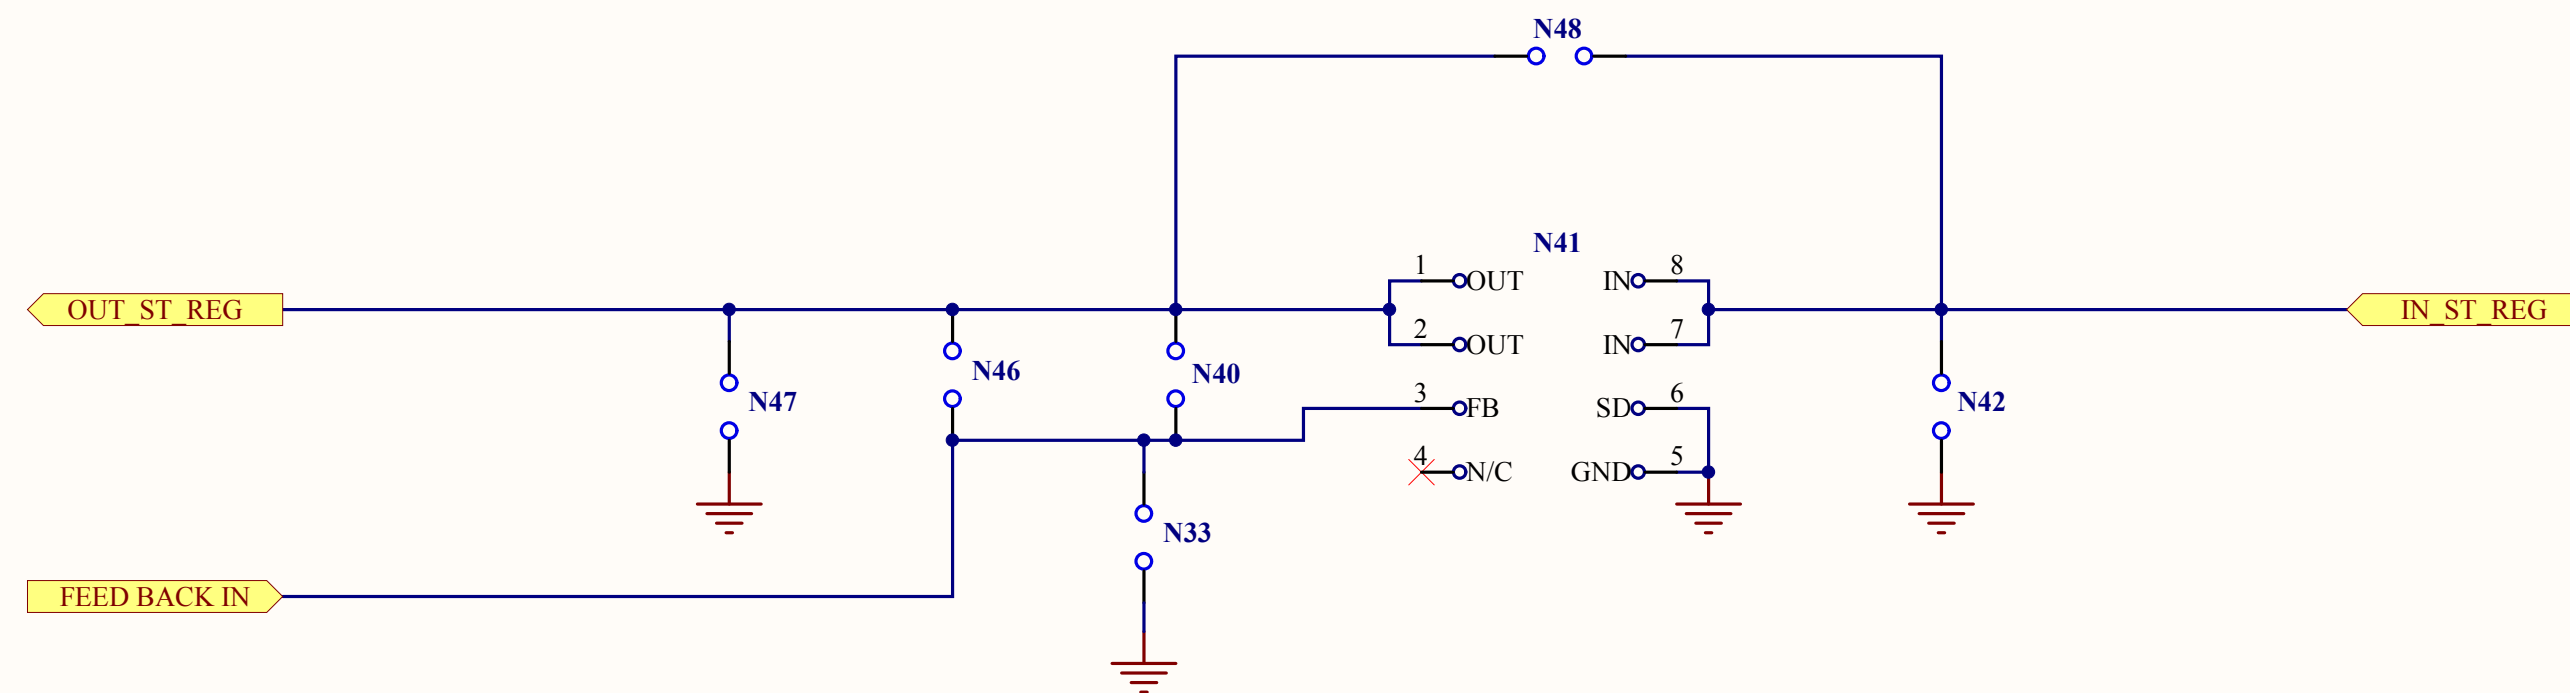 N48
N41
1 OUT IN 8
OUT_ST_REG
IN_ST_REG
2 OUT IN 7
N46
N40
N47
N42
3 FB SD 6
4 N/C GND 5
N33
FEED BACK IN